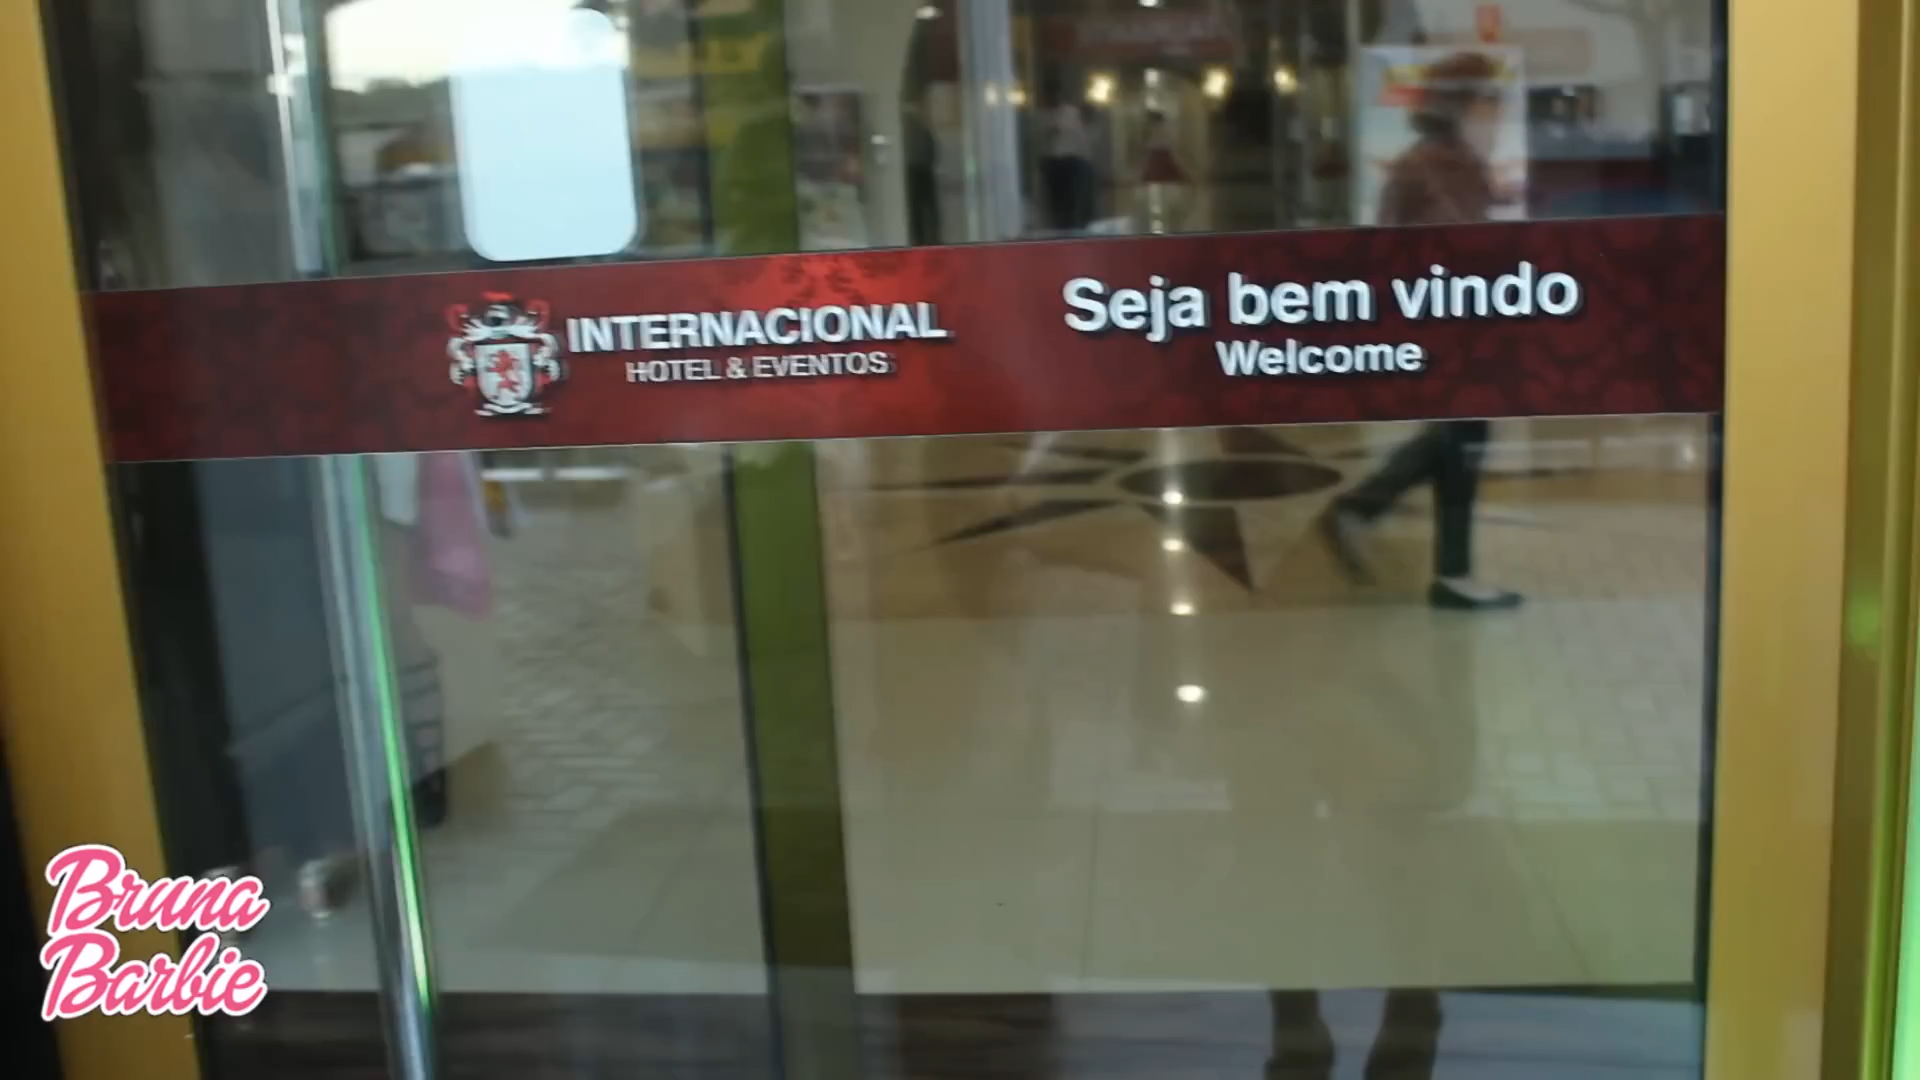 INTERNACIONAL
HOTEL & EVENTOS
Seja bem vindo
Welcome
Bruna
Barbie